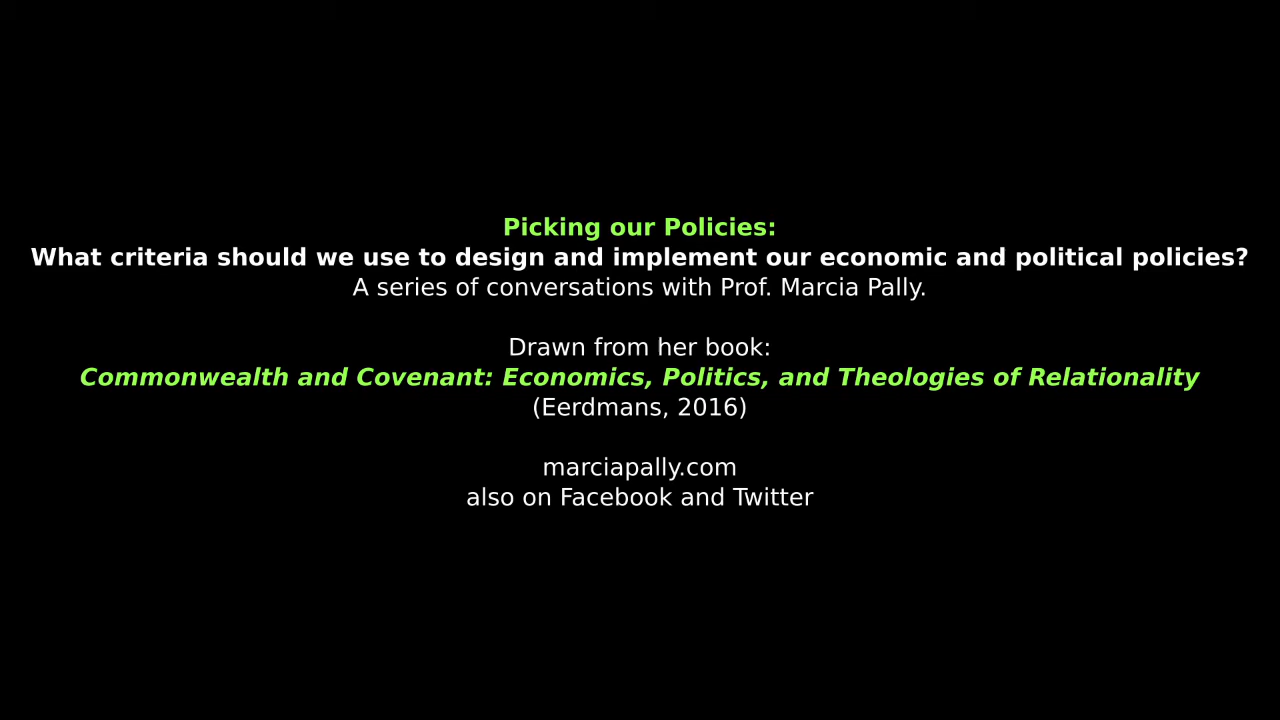 Picking our Policies:
What criteria should we use to design and implement our economic and political policies?
A series of conversations with Prof. Marcia Pally.
Drawn from her book:
Commonwealth and Covenant: Economics, Politics, and Theologies of Relationality
(Eerdmans, 2016)
marciapally.com
also on Facebook and Twitter